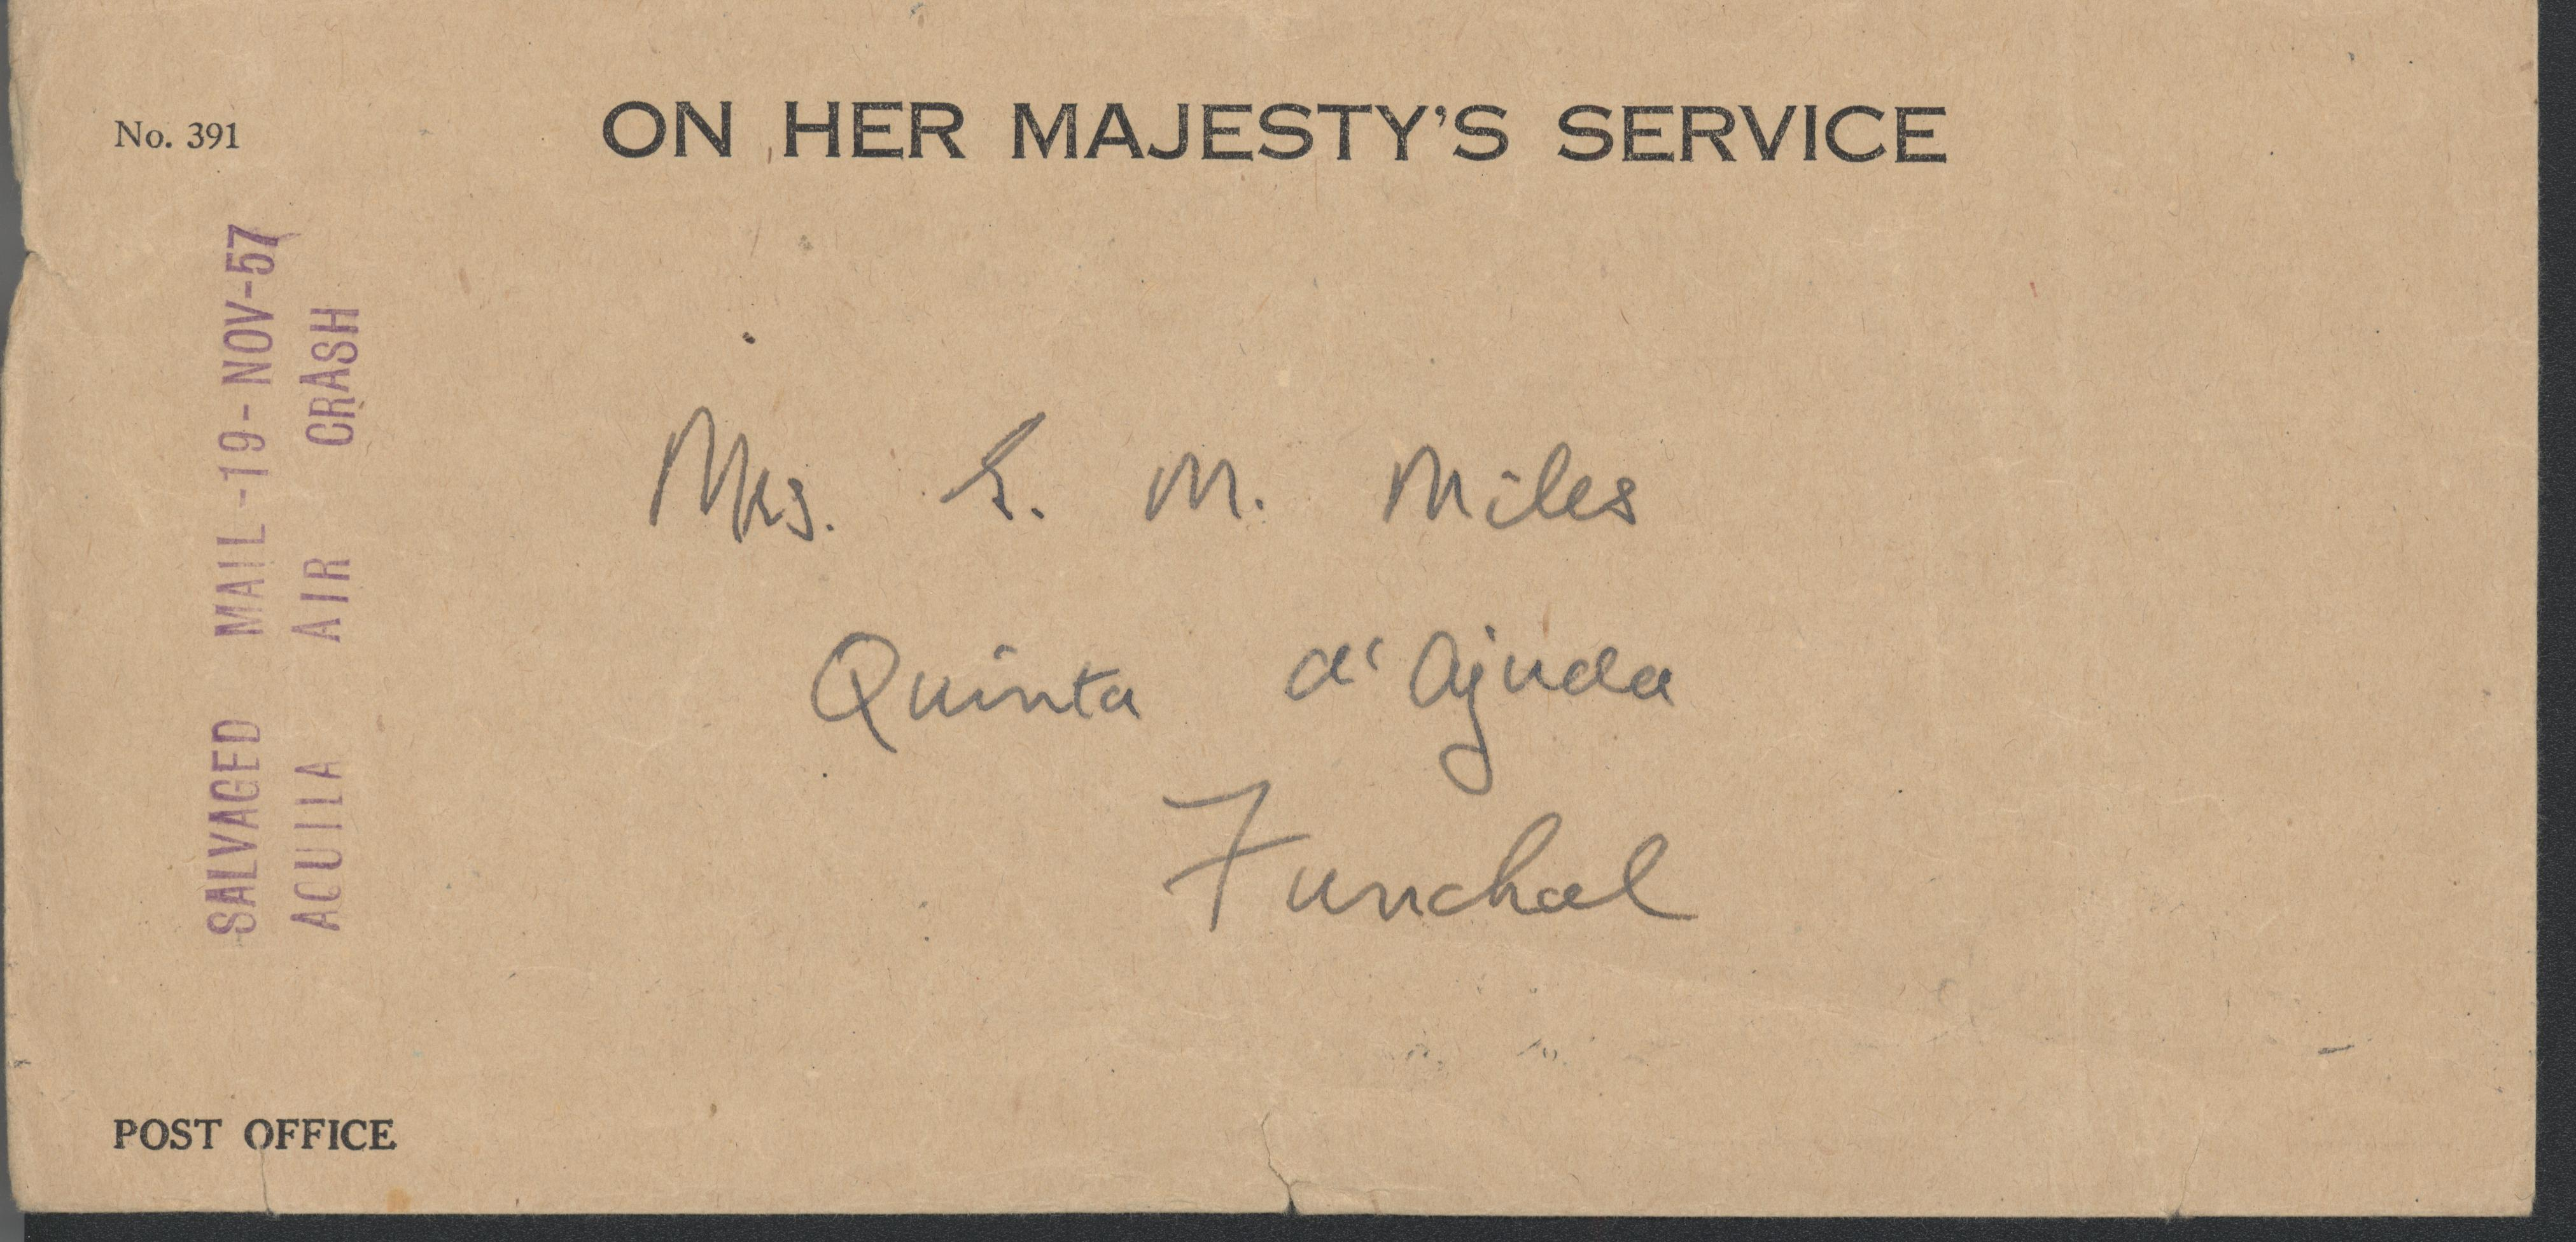 No. 391
ON HER MAJESTY'S SERVICE
SALVAGED MAIL-19-NOV-57
AQUILA AIR CRASH
Mrs. S. M. Miles
Quinta d'Ajuda
Funchal
POST OFFICE